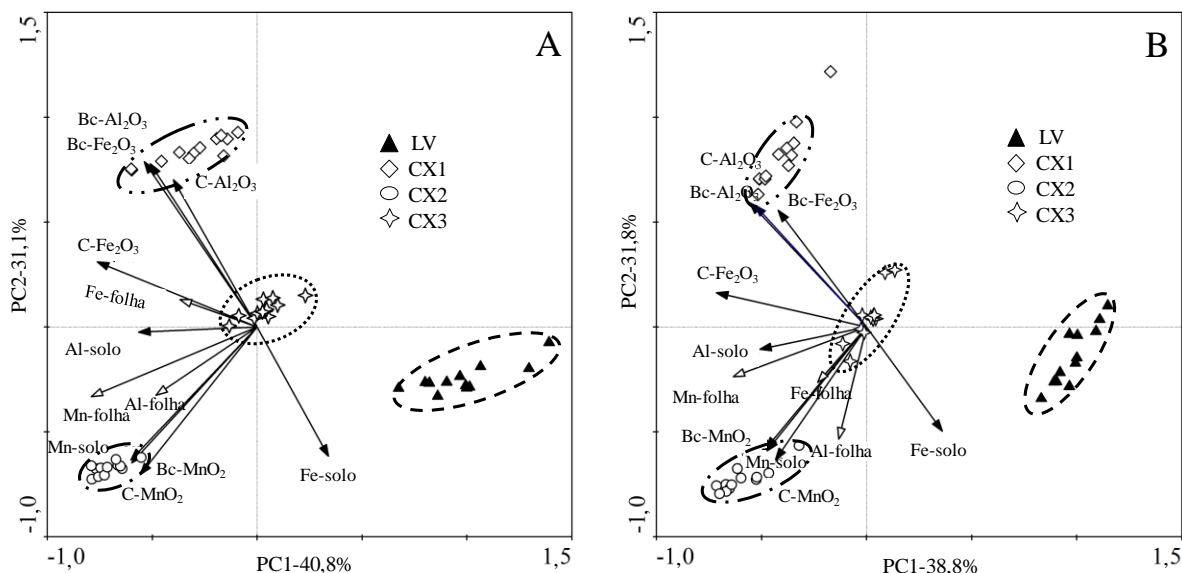 1,5
A
Bc-Al₂O₃
Bc-Fe₂O₃
C-Al₂O₃
LV
CX1
CX2
CX3
C-Fe₂O₃
Fe-folha
Al-solo
Mn-folha
Al-folha
Mn-solo
Bc-MnO₂
C-MnO₂
Fe-solo
PC2-31,1%
-1,0
-1,0
PC1-40,8%
1,5
1,5
B
C-Al₂O₃
Bc-Al₂O₃
Bc-Fe₂O₃
LV
CX1
CX2
CX3
C-Fe₂O₃
Al-solo
Mn-folha
Fe-folha
Bc-MnO₂
Mn-solo
Al-folha
Fe-solo
C-MnO₂
PC2-31,8%
-1,0
-1,0
PC1-38,8%
1,5